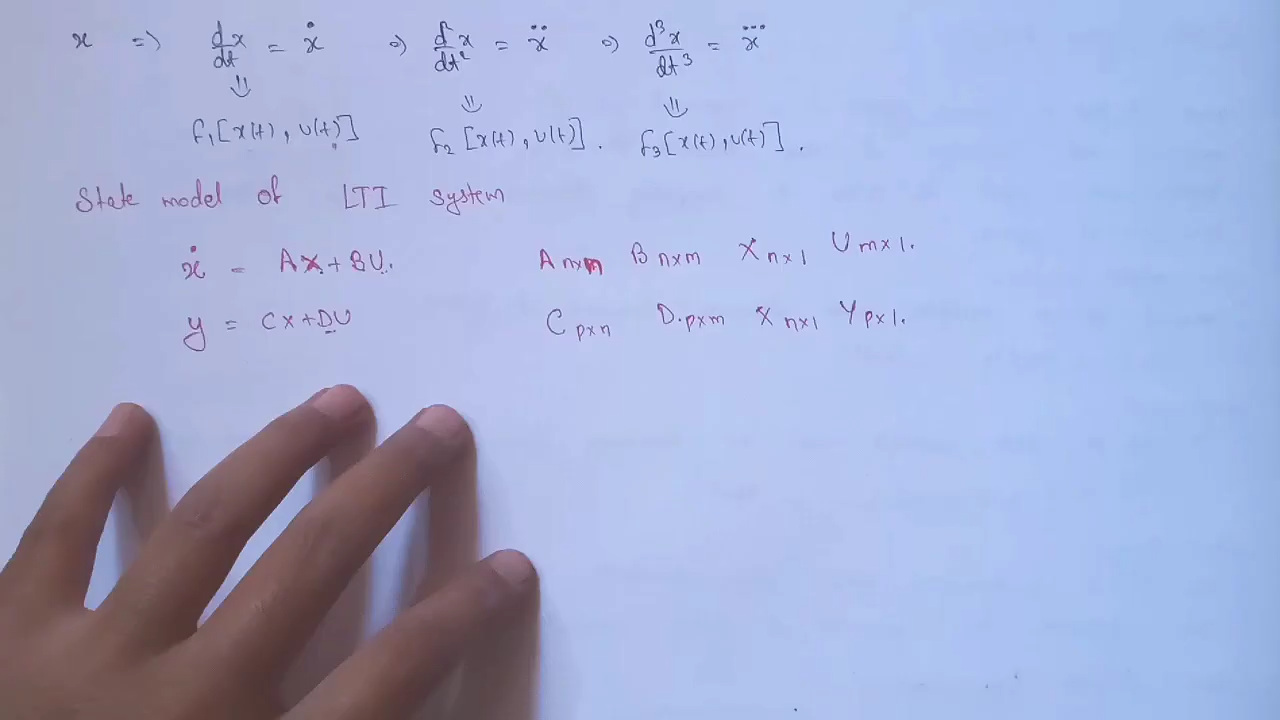 x => dx/dt = ẋ => d²x/dt² = ẍ => d³x/dt³ = x⃛
f₁[x(t), u(t)] f₂[x(t), u(t)]. f₃[x(t), u(t)].
State model of LTI system
ẋ = AX+BU. A n×m B n×m X n×1 U m×1.
y = CX+DU C p×n D.p×m X n×1 Y p×1.